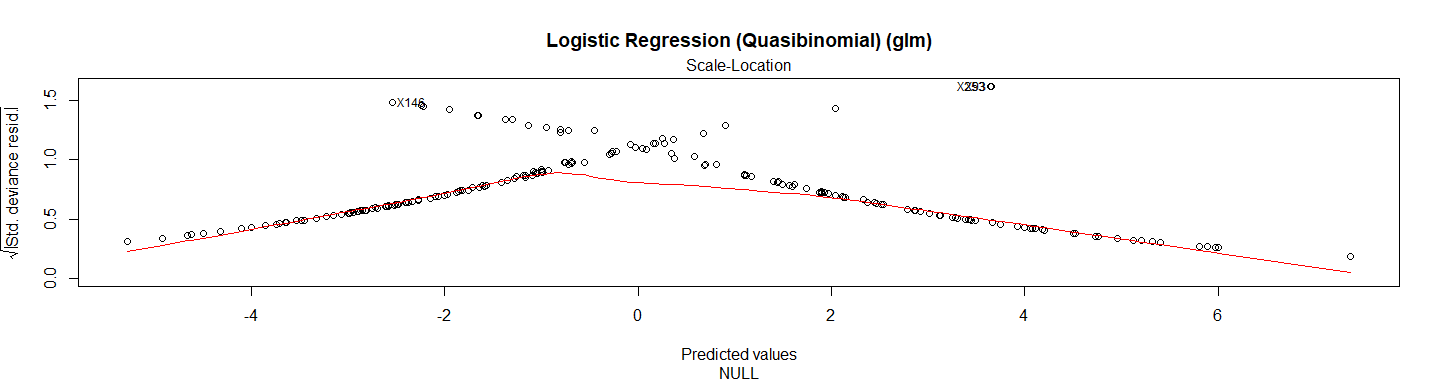 Logistic Regression (Quasibinomial) (glm)
Scale-Location
√|Std. deviance resid.|
1.5
1.0
0.5
0.0
X146
293
-4
-2
0
2
4
6
Predicted values
NULL